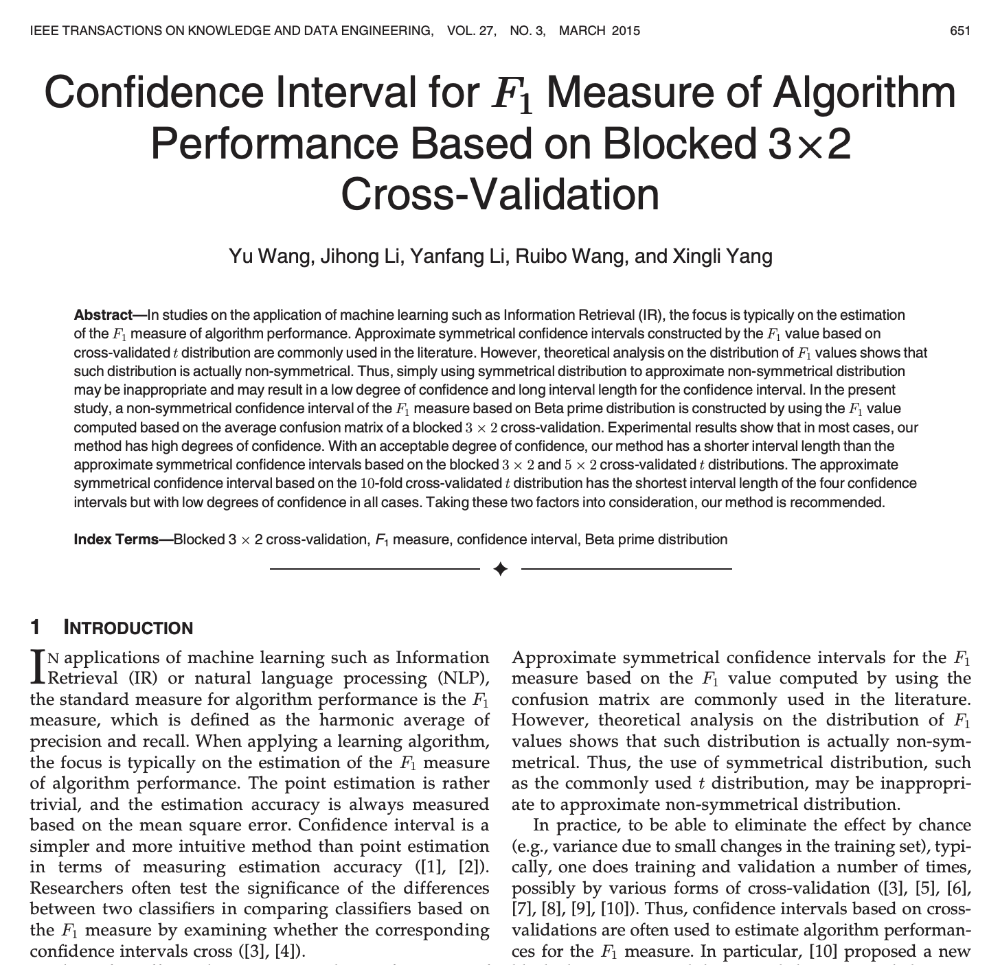 IEEE TRANSACTIONS ON KNOWLEDGE AND DATA ENGINEERING, VOL. 27, NO. 3, MARCH 2015 651
Confidence Interval for F₁ Measure of Algorithm
Performance Based on Blocked 3×2
Cross-Validation
Yu Wang, Jihong Li, Yanfang Li, Ruibo Wang, and Xingli Yang
Abstract—In studies on the application of machine learning such as Information Retrieval (IR), the focus is typically on the estimation
of the F₁ measure of algorithm performance. Approximate symmetrical confidence intervals constructed by the F₁ value based on
cross-validated t distribution are commonly used in the literature. However, theoretical analysis on the distribution of F₁ values shows that
such distribution is actually non-symmetrical. Thus, simply using symmetrical distribution to approximate non-symmetrical distribution
may be inappropriate and may result in a low degree of confidence and long interval length for the confidence interval. In the present
study, a non-symmetrical confidence interval of the F₁ measure based on Beta prime distribution is constructed by using the F₁ value
computed based on the average confusion matrix of a blocked 3 × 2 cross-validation. Experimental results show that in most cases, our
method has high degrees of confidence. With an acceptable degree of confidence, our method has a shorter interval length than the
approximate symmetrical confidence intervals based on the blocked 3 × 2 and 5 × 2 cross-validated t distributions. The approximate
symmetrical confidence interval based on the 10-fold cross-validated t distribution has the shortest interval length of the four confidence
intervals but with low degrees of confidence in all cases. Taking these two factors into consideration, our method is recommended.
Index Terms—Blocked 3 × 2 cross-validation, F₁ measure, confidence interval, Beta prime distribution
1 INTRODUCTION
IN applications of machine learning such as Information
Retrieval (IR) or natural language processing (NLP),
the standard measure for algorithm performance is the F₁
measure, which is defined as the harmonic average of
precision and recall. When applying a learning algorithm,
the focus is typically on the estimation of the F₁ measure
of algorithm performance. The point estimation is rather
trivial, and the estimation accuracy is always measured
based on the mean square error. Confidence interval is a
simpler and more intuitive method than point estimation
in terms of measuring estimation accuracy ([1], [2]).
Researchers often test the significance of the differences
between two classifiers in comparing classifiers based on
the F₁ measure by examining whether the corresponding
confidence intervals cross ([3], [4]).
Approximate symmetrical confidence intervals for the F₁
measure based on the F₁ value computed by using the
confusion matrix are commonly used in the literature.
However, theoretical analysis on the distribution of F₁
values shows that such distribution is actually non-sym-
metrical. Thus, the use of symmetrical distribution, such
as the commonly used t distribution, may be inappropri-
ate to approximate non-symmetrical distribution.
In practice, to be able to eliminate the effect by chance
(e.g., variance due to small changes in the training set), typi-
cally, one does training and validation a number of times,
possibly by various forms of cross-validation ([3], [5], [6],
[7], [8], [9], [10]). Thus, confidence intervals based on cross-
validations are often used to estimate algorithm performan-
ces for the F₁ measure. In particular, [10] proposed a new